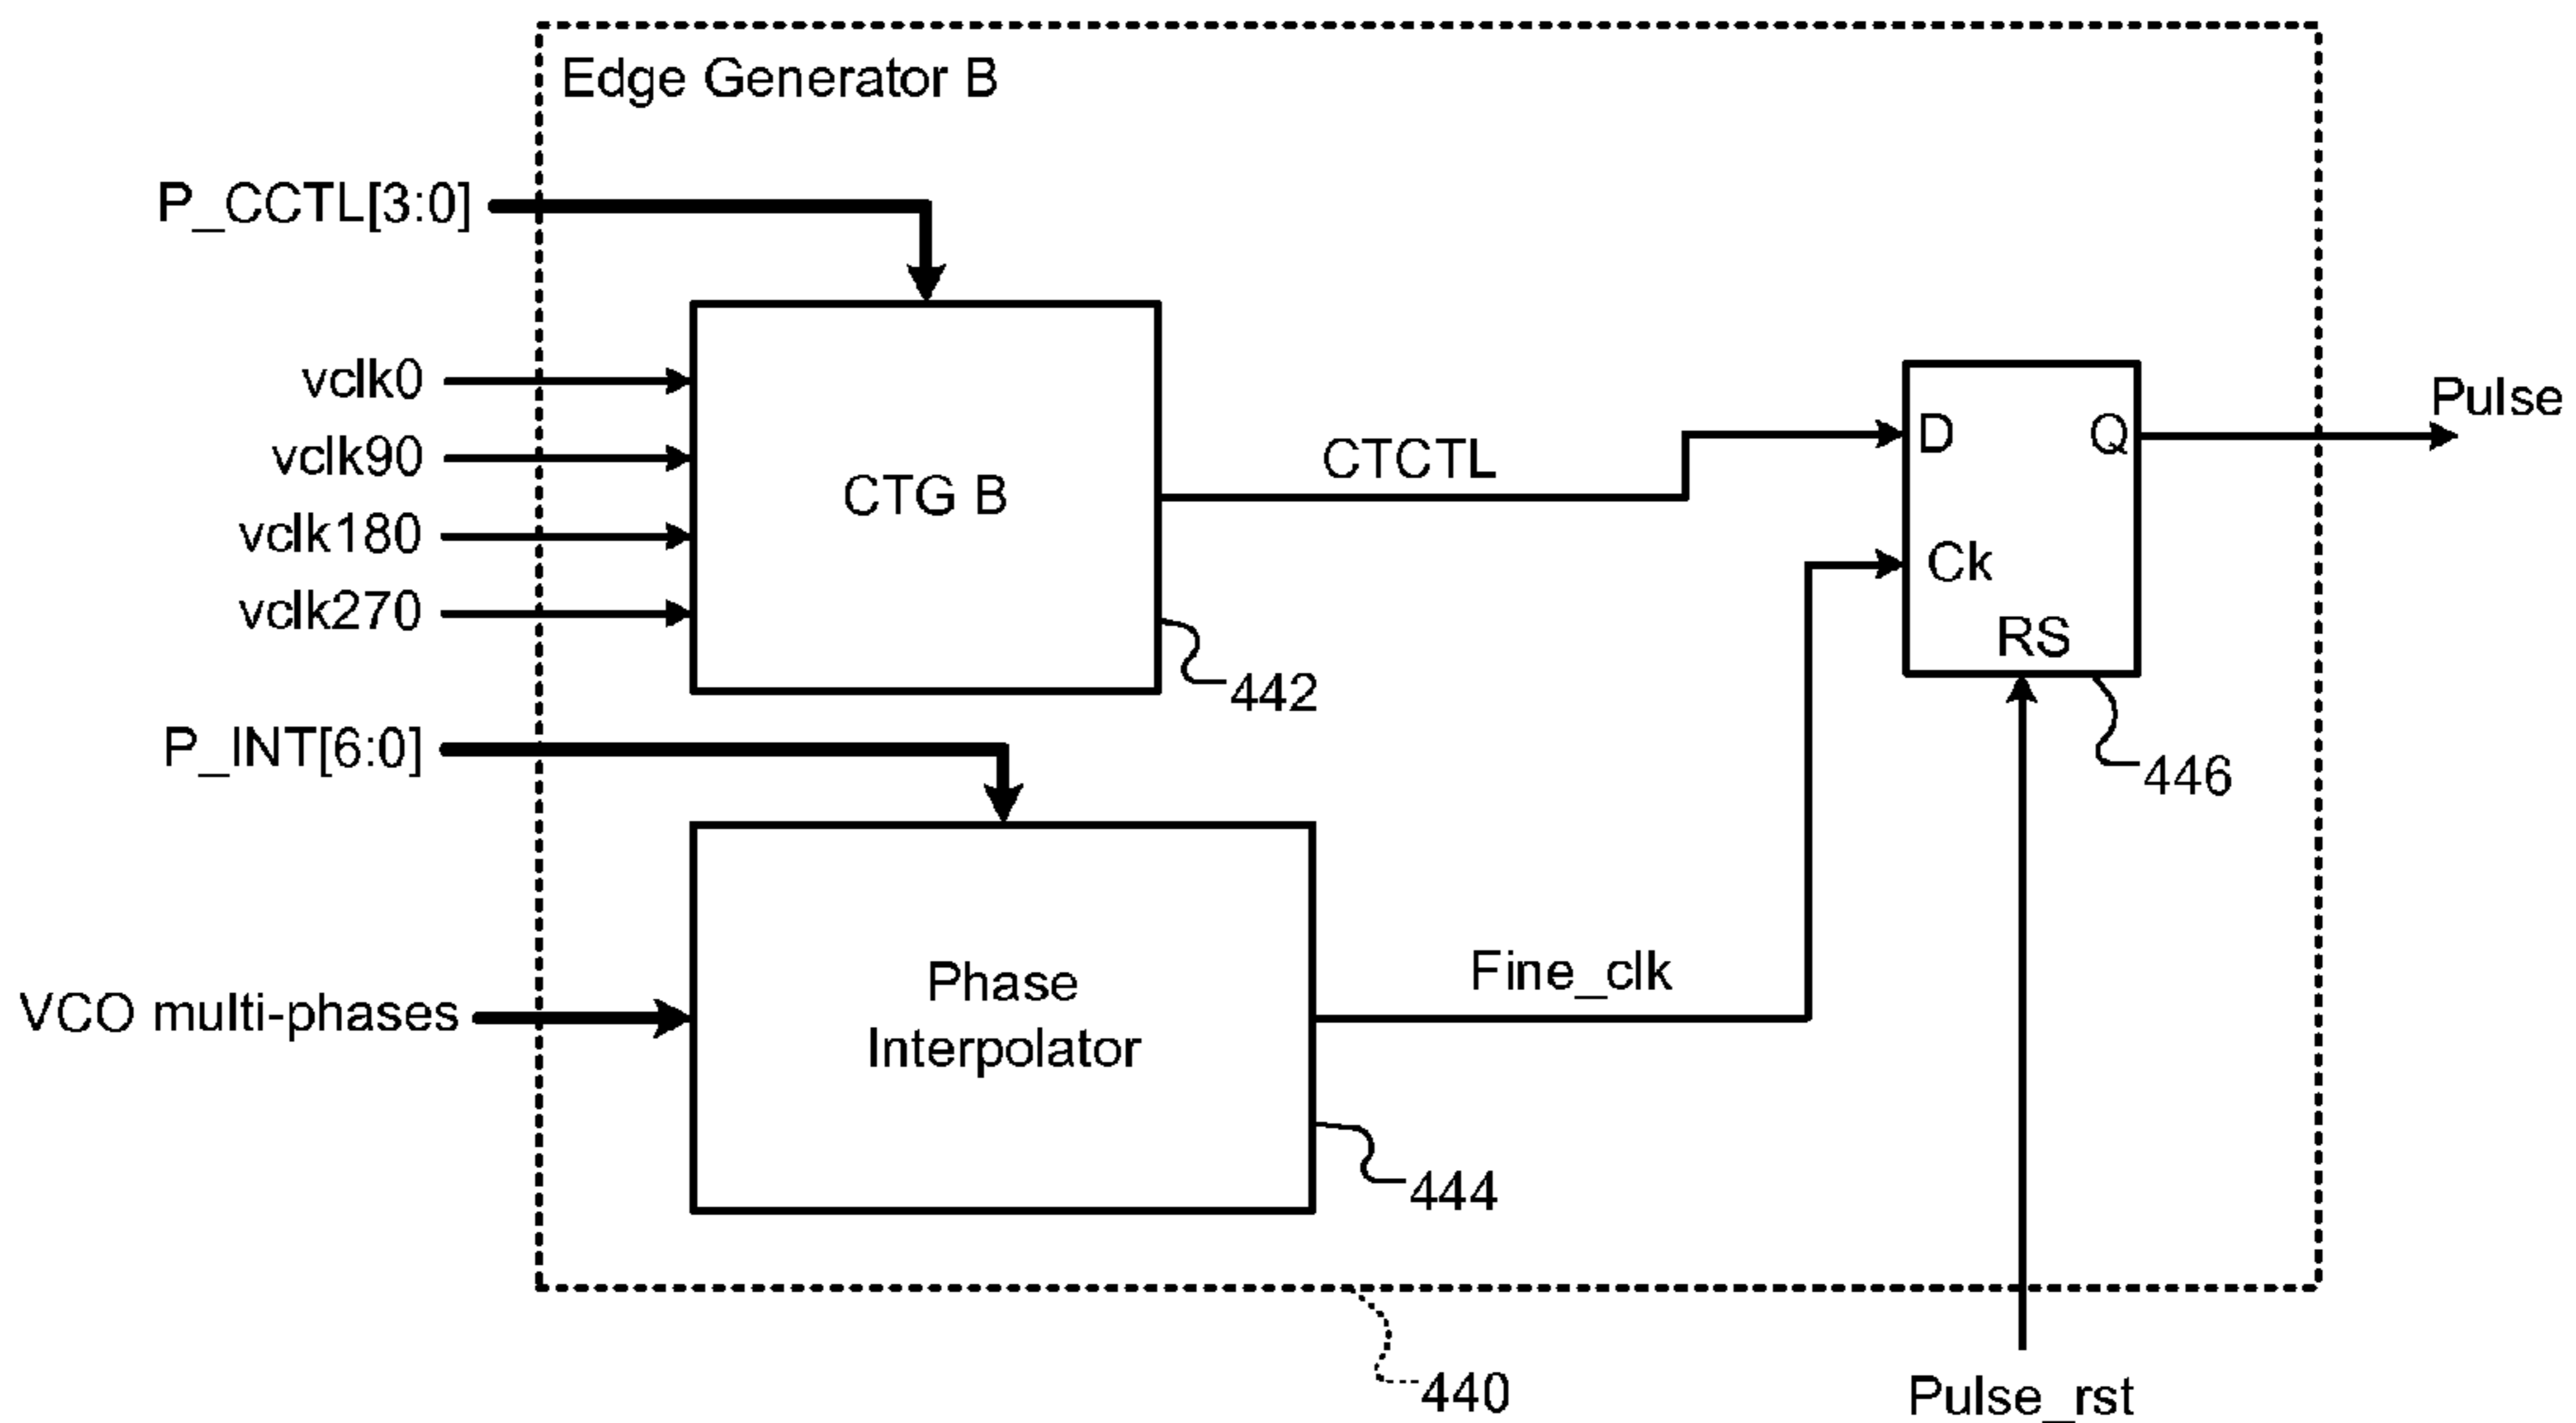 Edge Generator B
P_CCTL[3:0]
vclk0
vclk90
vclk180
vclk270
CTG B
CTCTL
D
Q
Ck
RS
Pulse
442
446
P_INT[6:0]
VCO multi-phases
Phase
Interpolator
Fine_clk
444
440
Pulse_rst